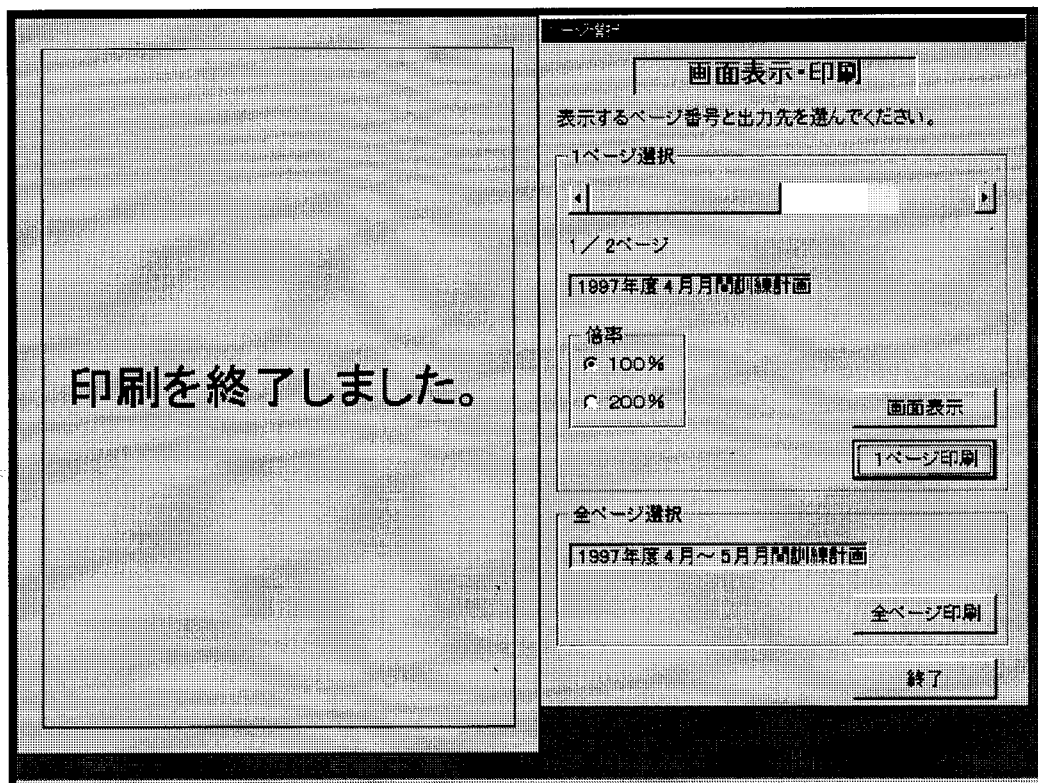 印刷を終了しました。
画面表示・印刷
表示するページ番号と出力先を選んでください。
1ページ選択
1/2ページ
1997年度4月月間訓練計画
倍率
100%
200%
画面表示
1ページ印刷
全ページ選択
1997年度4月～5月月間訓練計画
全ページ印刷
終了